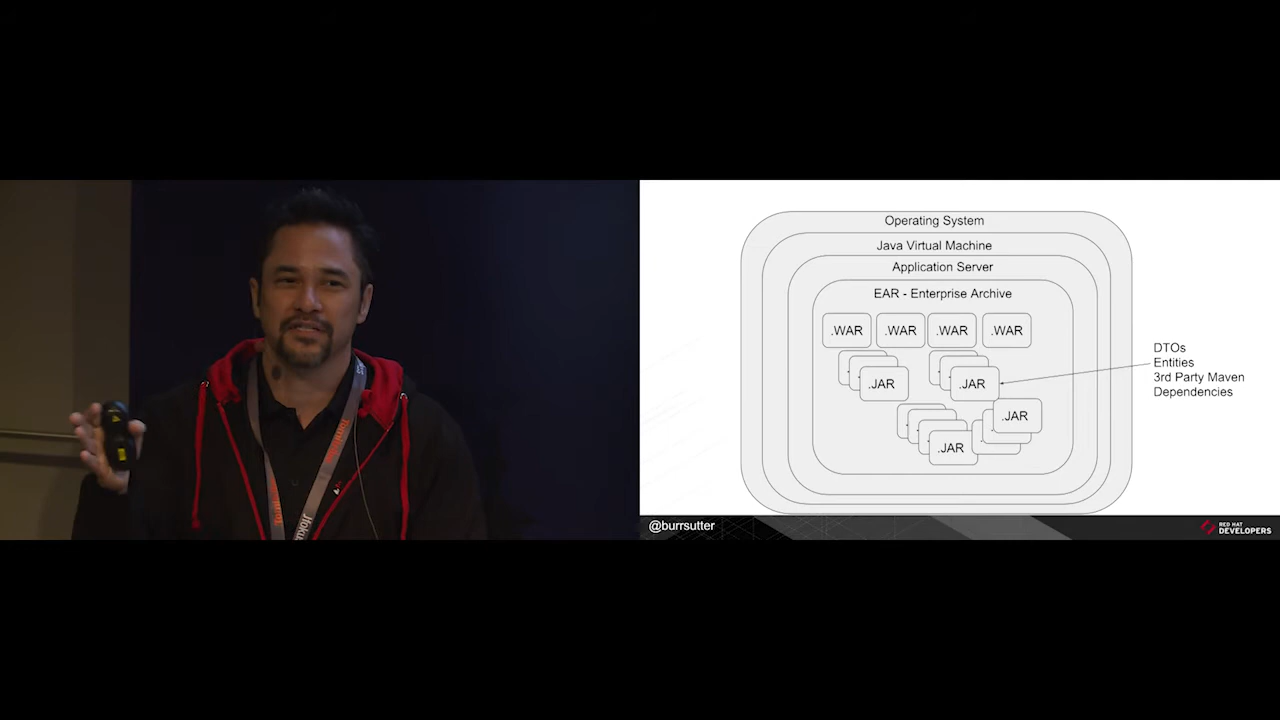 Operating System
Java Virtual Machine
Application Server
EAR - Enterprise Archive
.WAR
.WAR
.WAR
.WAR
.JAR
.JAR
.JAR
.JAR
DTOs
Entities
3rd Party Maven
Dependencies
@burrsutter
RED HAT
DEVELOPERS